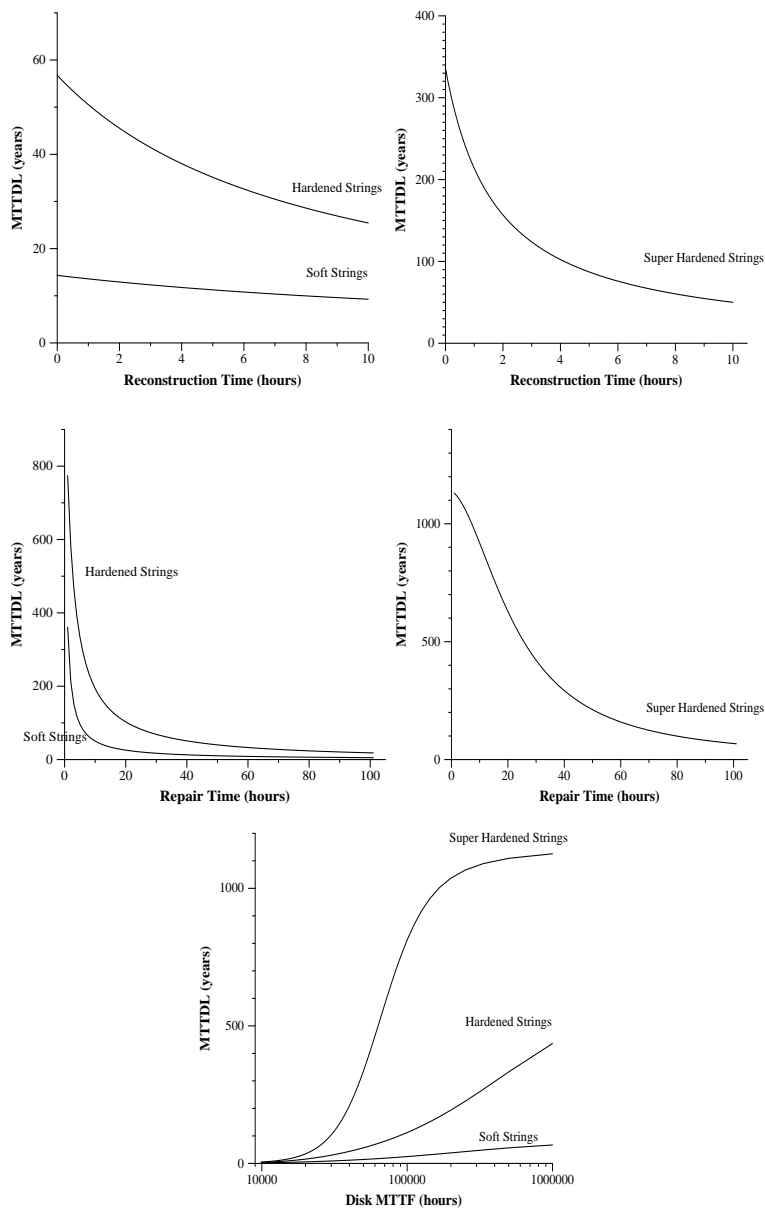 60
40
20
0
MTTDL (years)
Hardened Strings
Soft Strings
0 2 4 6 8 10
Reconstruction Time (hours)
400
300
200
100
0
MTTDL (years)
Super Hardened Strings
0 2 4 6 8 10
Reconstruction Time (hours)
800
600
400
200
0
MTTDL (years)
Hardened Strings
Soft Strings
0 20 40 60 80 100
Repair Time (hours)
1000
500
0
MTTDL (years)
Super Hardened Strings
0 20 40 60 80 100
Repair Time (hours)
Super Hardened Strings
1000
500
0
MTTDL (years)
Hardened Strings
Soft Strings
10000 100000 1000000
Disk MTTF (hours)